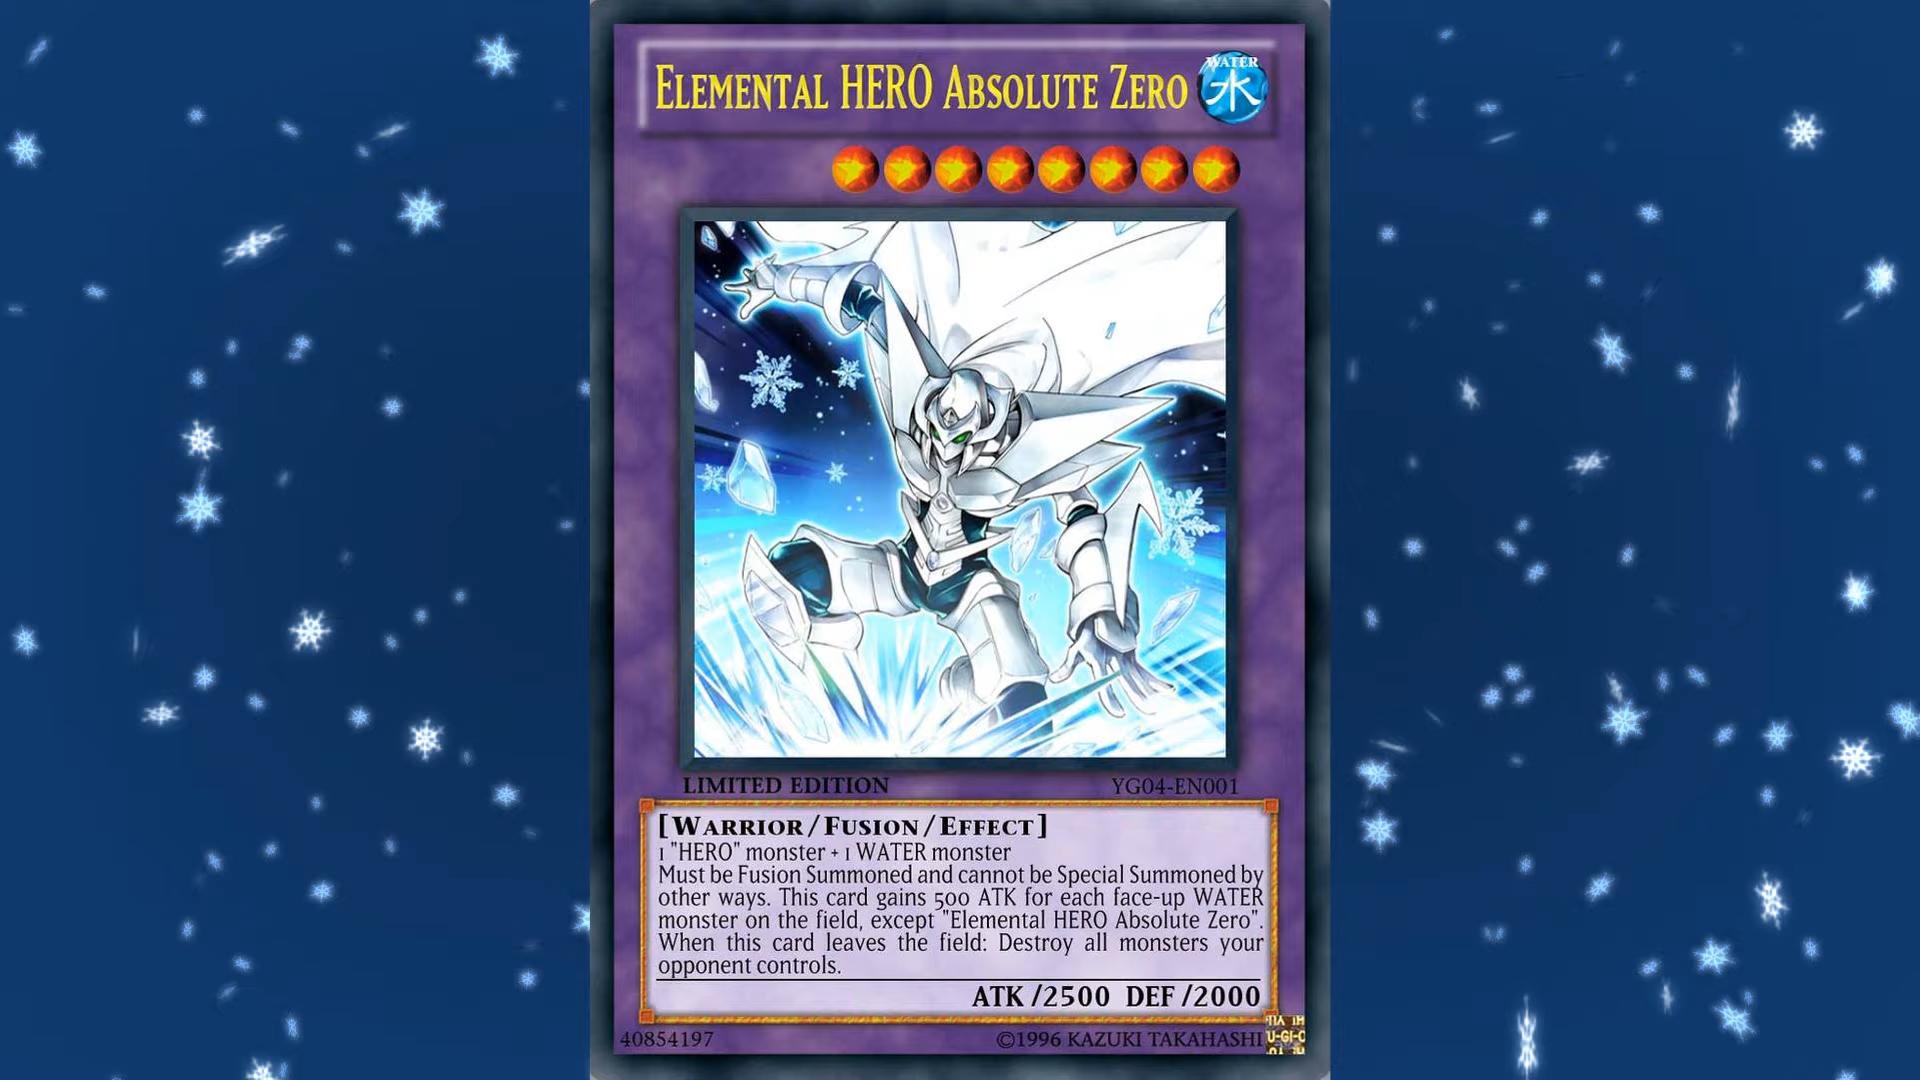 Elemental HERO Absolute Zero
WATER
水
LIMITED EDITION
YG04-EN001
[Warrior/Fusion/Effect]
1 "HERO" monster + 1 WATER monster
Must be Fusion Summoned and cannot be Special Summoned by
other ways. This card gains 500 ATK for each face-up WATER
monster on the field, except "Elemental HERO Absolute Zero".
When this card leaves the field: Destroy all monsters your
opponent controls.
ATK /2500 DEF /2000
40854197
©1996 KAZUKI TAKAHASHI